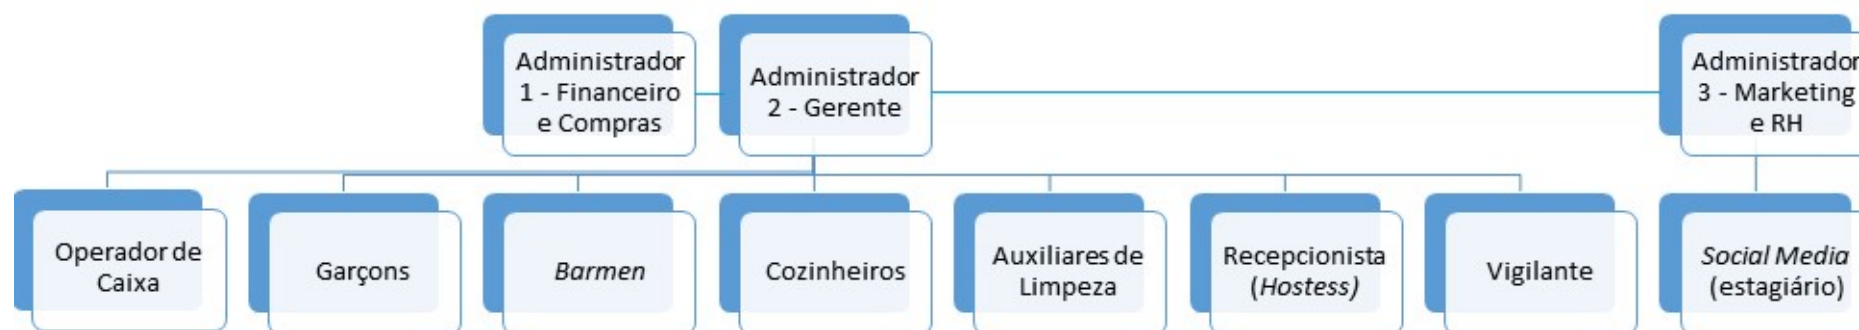 Administrador
1 - Financeiro
e Compras
Administrador
2 - Gerente
Administrador
3 - Marketing
e RH
Operador de
Caixa
Garçons
Barmen
Cozinheiros
Auxiliares de
Limpeza
Recepcionista
(Hostess)
Vigilante
Social Media
(estagiário)